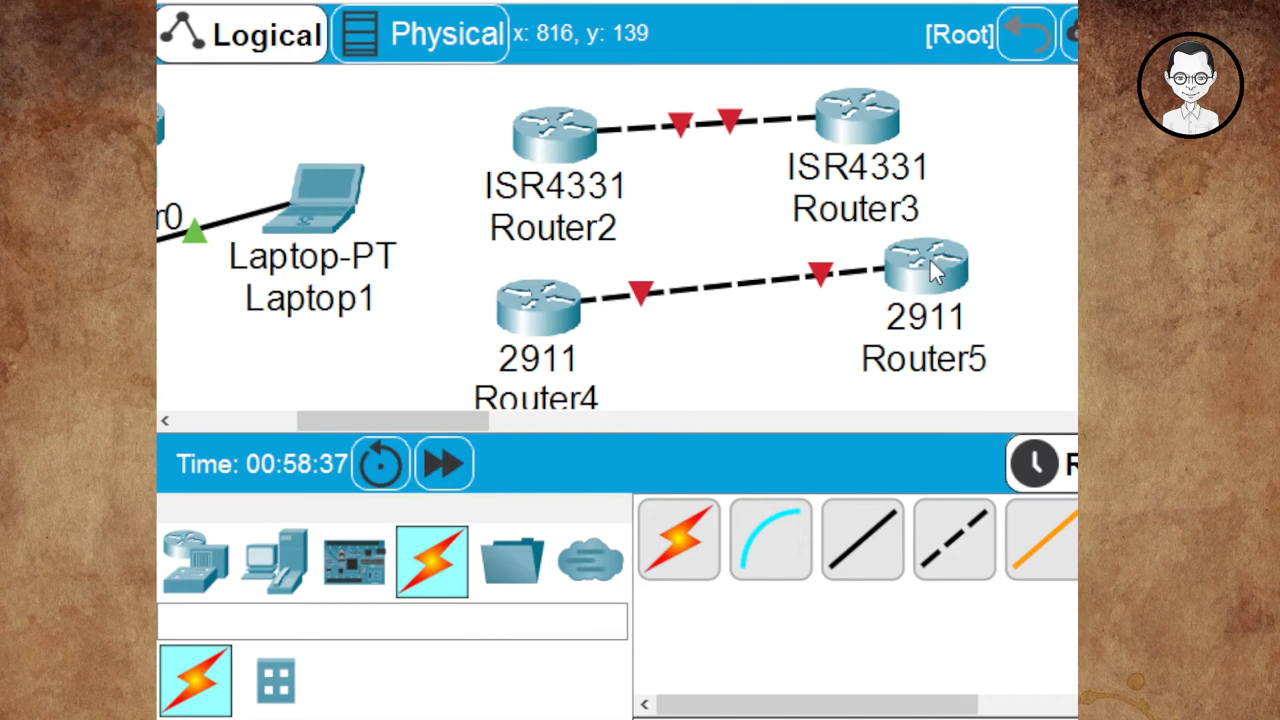 Logical
Physical
x: 816, y: 139
[Root]
ISR4331
Router2
ISR4331
Router3
r0
Laptop-PT
Laptop1
2911
Router4
2911
Router5
Time: 00:58:37
R